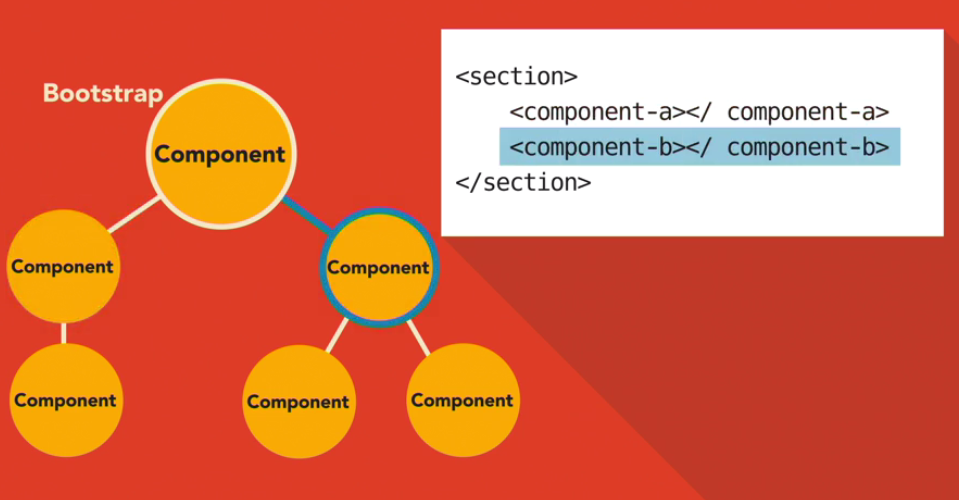 Bootstrap
Component
Component
Component
Component
Component
Component
<section>
<component-a></ component-a>
<component-b></ component-b>
</section>